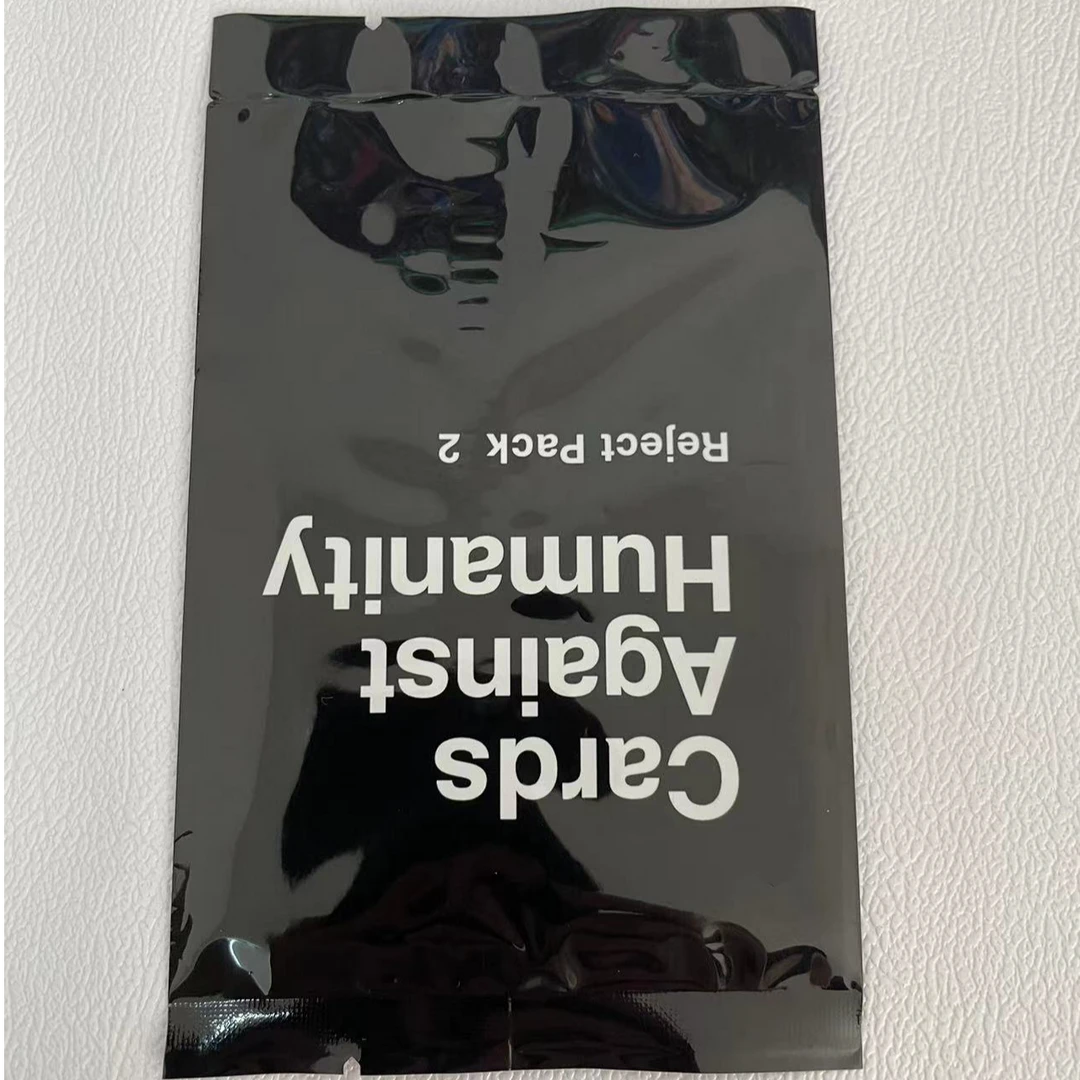 Cards
Against
Humanity
Reject Pack 2